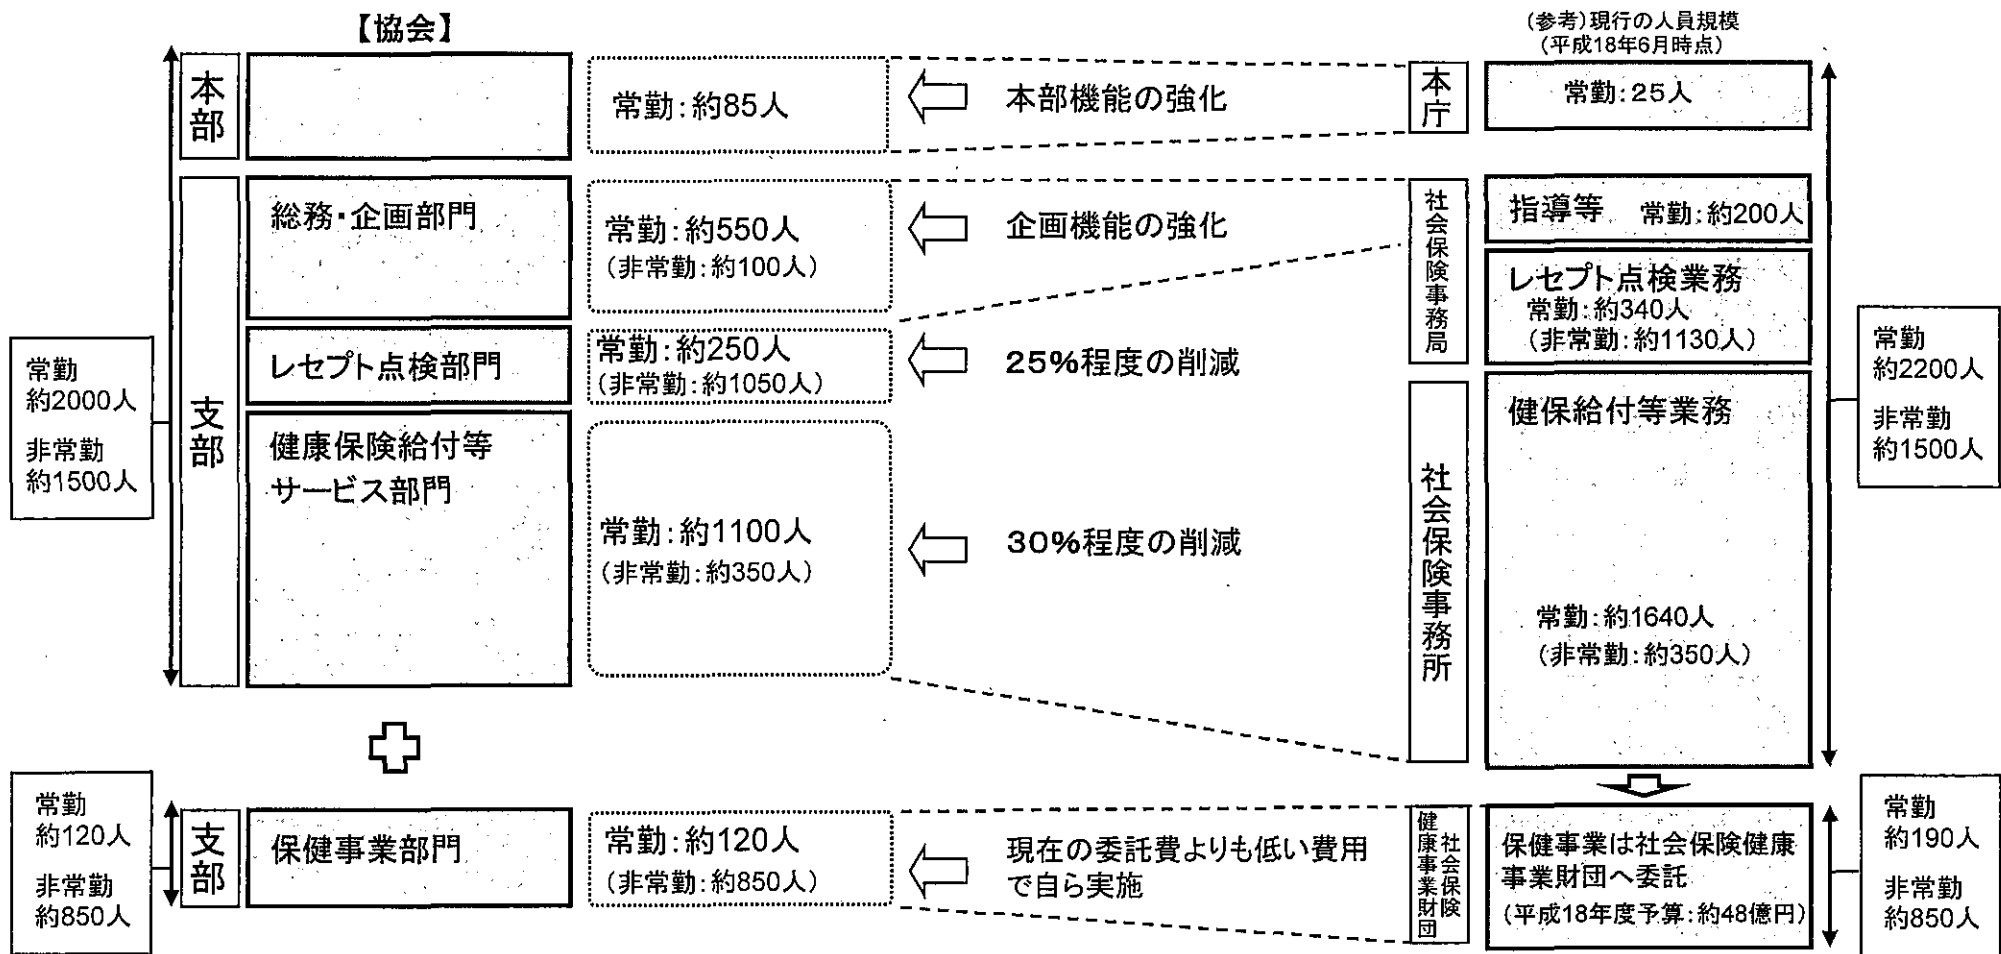 【協会】
(参考)現行の人員規模
(平成18年6月時点)
本部
常勤:約85人
本部機能の強化
本庁
常勤:25人
支部
総務・企画部門
常勤:約550人
(非常勤:約100人)
企画機能の強化
社会保険事務局
指導等 常勤:約200人
レセプト点検業務
常勤:約340人
(非常勤:約1130人)
レセプト点検部門
常勤:約250人
(非常勤:約1050人)
25%程度の削減
常勤
約2000人
非常勤
約1500人
常勤
約2200人
非常勤
約1500人
健康保険給付等
サービス部門
常勤:約1100人
(非常勤:約350人)
30%程度の削減
社会保険事務所
健保給付等業務
常勤:約1640人
(非常勤:約350人)
常勤
約120人
非常勤
約850人
支部
保健事業部門
常勤:約120人
(非常勤:約850人)
現在の委託費よりも低い費用
で自ら実施
社会保険
健康事業財団
保健事業は社会保険健康
事業財団へ委託
(平成18年度予算:約48億円)
常勤
約190人
非常勤
約850人